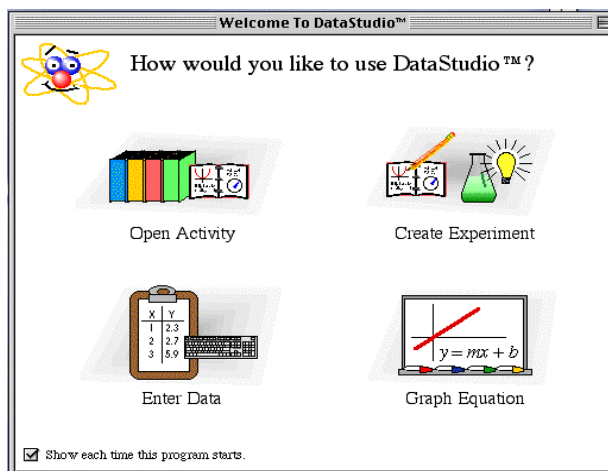 Welcome To DataStudio™
How would you like to use DataStudio™?
Open Activity
Create Experiment
X Y
1 2.3
2 2.7
3 5.9
y = mx + b
Enter Data
Graph Equation
Show each time this program starts.